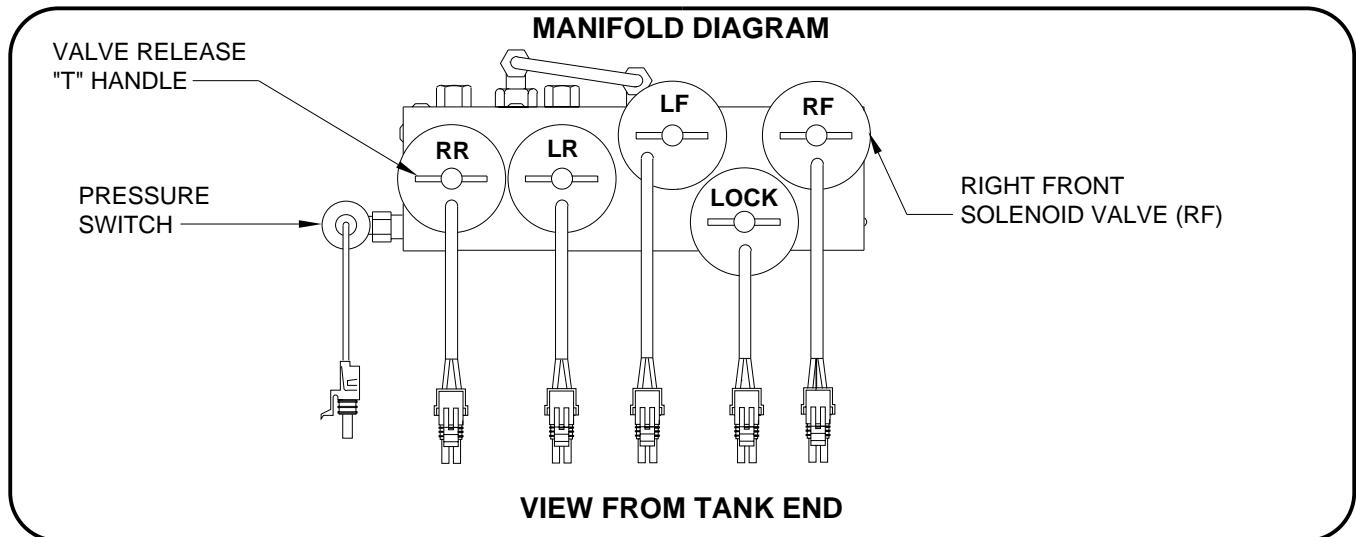 MANIFOLD DIAGRAM
VALVE RELEASE
"T" HANDLE
LF
RF
RR
LR
PRESSURE
SWITCH
LOCK
RIGHT FRONT
SOLENOID VALVE (RF)
VIEW FROM TANK END